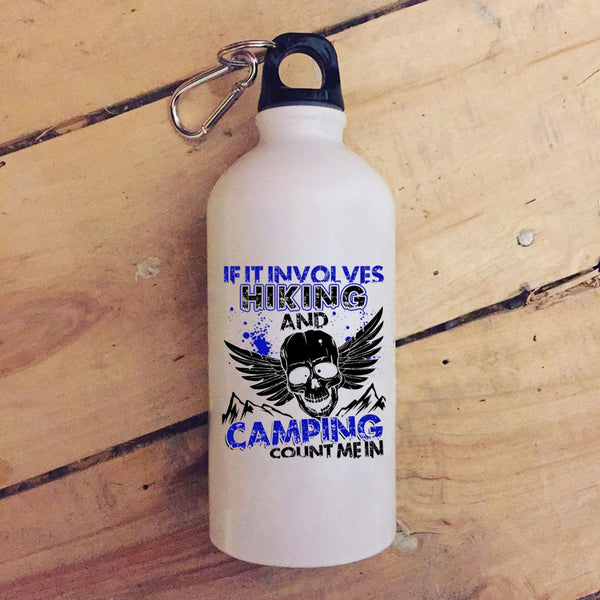 IF IT INVOLVES
HIKING
AND
CAMPING
COUNT ME IN